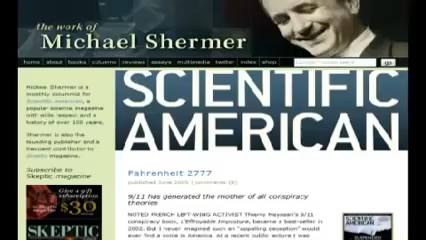 the work of
Michael Shermer
home about books columns reviews essays multimedia twitter index shop
go
Michael Shermer is a
monthly columnist for
Scientific American, a
popular science magazine
with wide respect and a
history of over 150 years.
Shermer is also the
founding publisher and a
frequent contributor to
Skeptic magazine.
Subscribe to
Skeptic magazine
Give a gift
subscription
$30
SKEPTIC
SCIENTIFIC
AMERICAN
Fahrenheit 2777
published June 2005 | comments (9)
9/11 has generated the mother of all conspiracy
theories
NOTED FRENCH LEFT-WING ACTIVIST Thierry Meyssan's 9/11
conspiracy book, L'Effroyable Imposture, became a best-seller in
2002. But I never imagined such an "appalling deception" would
ever find a voice in America. At a recent public lecture I was
SCIENTIFIC
AMERICAN